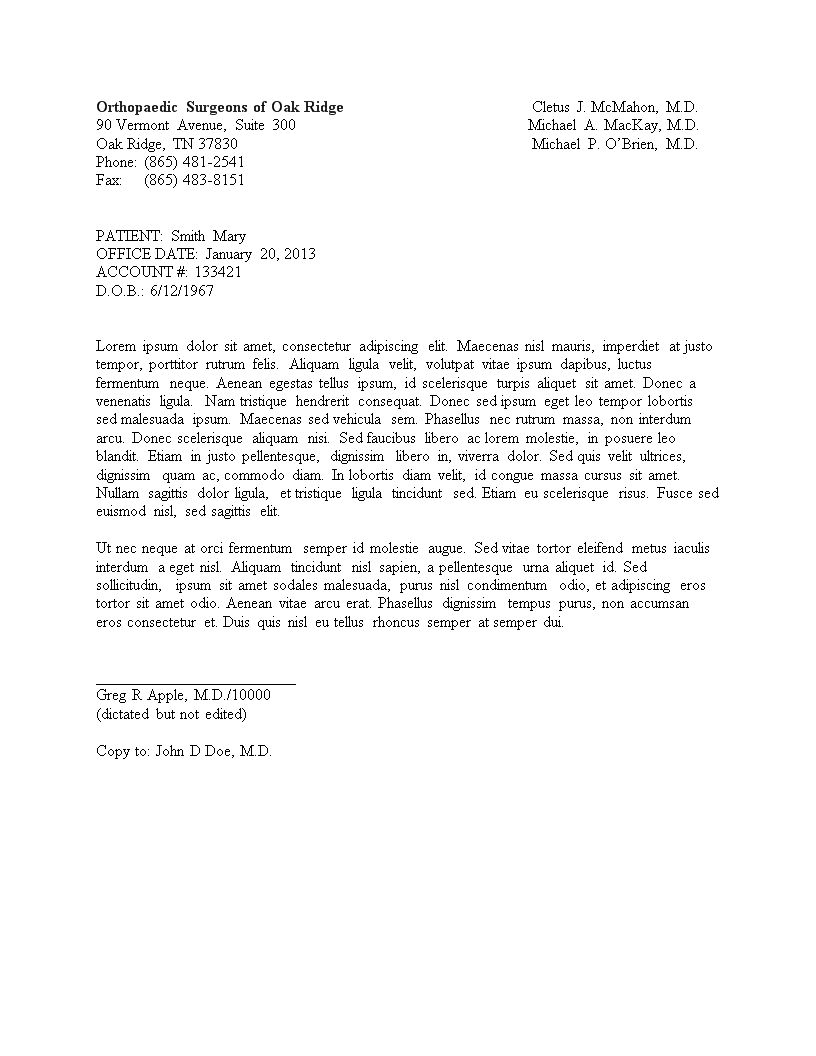 Orthopaedic Surgeons of Oak Ridge    Cletus J. McMahon, M.D.
90 Vermont Avenue, Suite 300    Michael A. MacKay, M.D.
Oak Ridge, TN 37830    Michael P. O’Brien, M.D.
Phone: (865) 481-2541
Fax: (865) 483-8151
PATIENT: Smith Mary
OFFICE DATE: January 20, 2013
ACCOUNT #: 133421
D.O.B.: 6/12/1967
Lorem ipsum dolor sit amet, consectetur adipiscing elit. Maecenas nisl mauris, imperdiet at justo
tempor, porttitor rutrum felis. Aliquam ligula velit, volutpat vitae ipsum dapibus, luctus
fermentum neque. Aenean egestas tellus ipsum, id scelerisque turpis aliquet sit amet. Donec a
venenatis ligula. Nam tristique hendrerit consequat. Donec sed ipsum eget leo tempor lobortis
sed malesuada ipsum. Maecenas sed vehicula sem. Phasellus nec rutrum massa, non interdum
arcu. Donec scelerisque aliquam nisi. Sed faucibus libero ac lorem molestie, in posuere leo
blandit. Etiam in justo pellentesque, dignissim libero in, viverra dolor. Sed quis velit ultrices,
dignissim quam ac, commodo diam. In lobortis diam velit, id congue massa cursus sit amet.
Nullam sagittis dolor ligula, et tristique ligula tincidunt sed. Etiam eu scelerisque risus. Fusce sed
euismod nisl, sed sagittis elit.
Ut nec neque at orci fermentum semper id molestie augue. Sed vitae tortor eleifend metus iaculis
interdum a eget nisl. Aliquam tincidunt nisl sapien, a pellentesque urna aliquet id. Sed
sollicitudin, ipsum sit amet sodales malesuada, purus nisl condimentum odio, et adipiscing eros
tortor sit amet odio. Aenean vitae arcu erat. Phasellus dignissim tempus purus, non accumsan
eros consectetur et. Duis quis nisl eu tellus rhoncus semper at semper dui.
Greg R Apple, M.D./10000
(dictated but not edited)
Copy to: John D Doe, M.D.